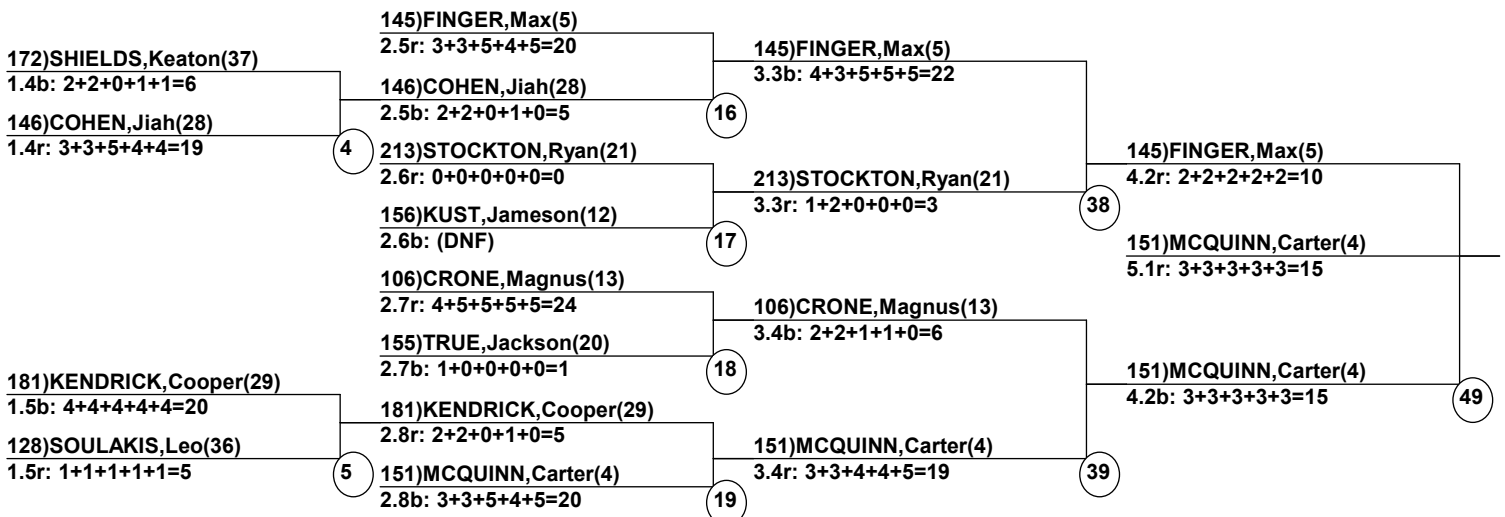 172)SHIELDS,Keaton(37)
1.4b: 2+2+0+1+1=6
146)COHEN,Jiah(28)
1.4r: 3+3+5+4+4=19
4
181)KENDRICK,Cooper(29)
1.5b: 4+4+4+4+4=20
128)SOULAKIS,Leo(36)
1.5r: 1+1+1+1+1=5
5
145)FINGER,Max(5)
2.5r: 3+3+5+4+5=20
146)COHEN,Jiah(28)
2.5b: 2+2+0+1+0=5
16
213)STOCKTON,Ryan(21)
2.6r: 0+0+0+0+0=0
156)KUST,Jameson(12)
2.6b: (DNF)
17
106)CRONE,Magnus(13)
2.7r: 4+5+5+5+5=24
155)TRUE,Jackson(20)
2.7b: 1+0+0+0+0=1
18
181)KENDRICK,Cooper(29)
2.8r: 2+2+0+1+0=5
151)MCQUINN,Carter(4)
2.8b: 3+3+5+4+5=20
19
145)FINGER,Max(5)
3.3b: 4+3+5+5+5=22
213)STOCKTON,Ryan(21)
3.3r: 1+2+0+0+0=3
38
106)CRONE,Magnus(13)
3.4b: 2+2+1+1+0=6
151)MCQUINN,Carter(4)
3.4r: 3+3+4+4+5=19
39
145)FINGER,Max(5)
4.2r: 2+2+2+2+2=10
151)MCQUINN,Carter(4)
5.1r: 3+3+3+3+3=15
151)MCQUINN,Carter(4)
4.2b: 3+3+3+3+3=15
49